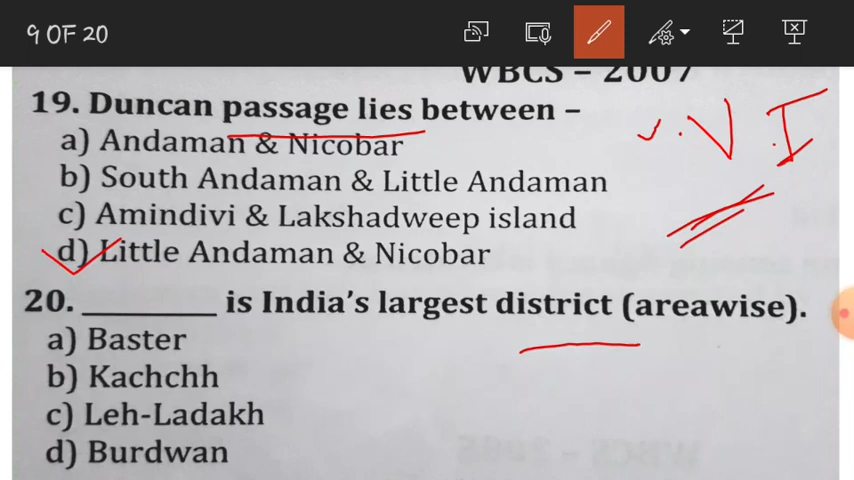 9 OF 20
WBCS – 2007
19. Duncan passage lies between –
a) Andaman & Nicobar
b) South Andaman & Little Andaman
c) Amindivi & Lakshadweep island
d) Little Andaman & Nicobar
20. ________ is India's largest district (areawise).
a) Baster
b) Kachchh
c) Leh-Ladakh
d) Burdwan